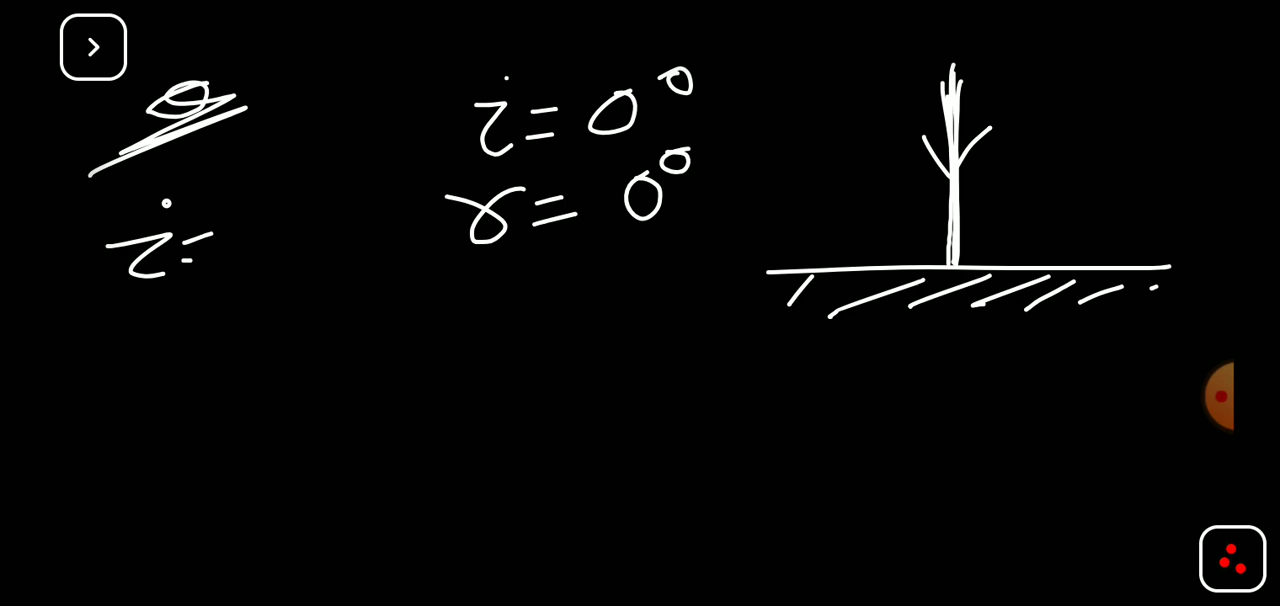 i = 0°
r = 0°
i =